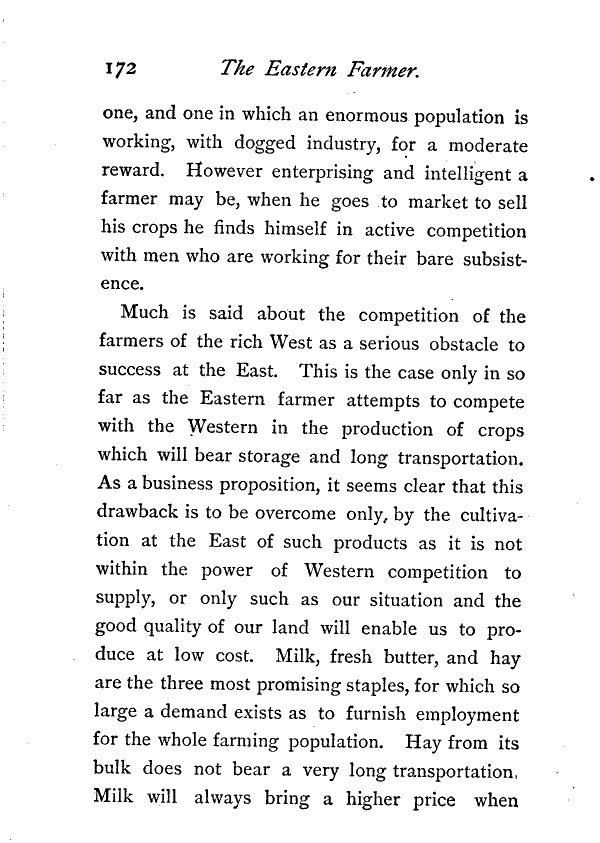 172 The Eastern Farmer.
one, and one in which an enormous population is
working, with dogged industry, for a moderate
reward. However enterprising and intelligent a
farmer may be, when he goes to market to sell
his crops he finds himself in active competition
with men who are working for their bare subsist-
ence.
Much is said about the competition of the
farmers of the rich West as a serious obstacle to
success at the East. This is the case only in so
far as the Eastern farmer attempts to compete
with the Western in the production of crops
which will bear storage and long transportation.
As a business proposition, it seems clear that this
drawback is to be overcome only, by the cultiva-
tion at the East of such products as it is not
within the power of Western competition to
supply, or only such as our situation and the
good quality of our land will enable us to pro-
duce at low cost. Milk, fresh butter, and hay
are the three most promising staples, for which so
large a demand exists as to furnish employment
for the whole farming population. Hay from its
bulk does not bear a very long transportation,
Milk will always bring a higher price when